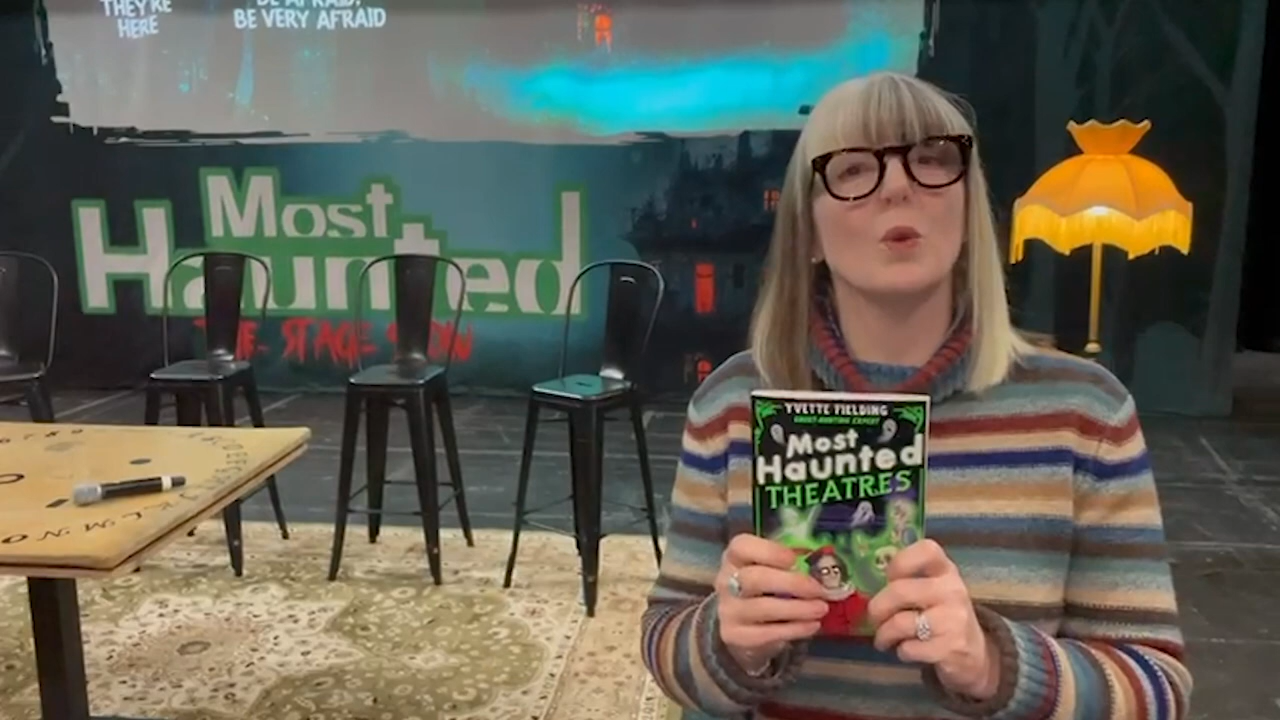 THEY'RE
HERE
BE AFRAID.
BE VERY AFRAID
Most
Haunted
THE STAGE SHOW
YVETTE FIELDING
GHOST-HUNTING EXPERT
Most
Haunted
THEATRES
K L M N O